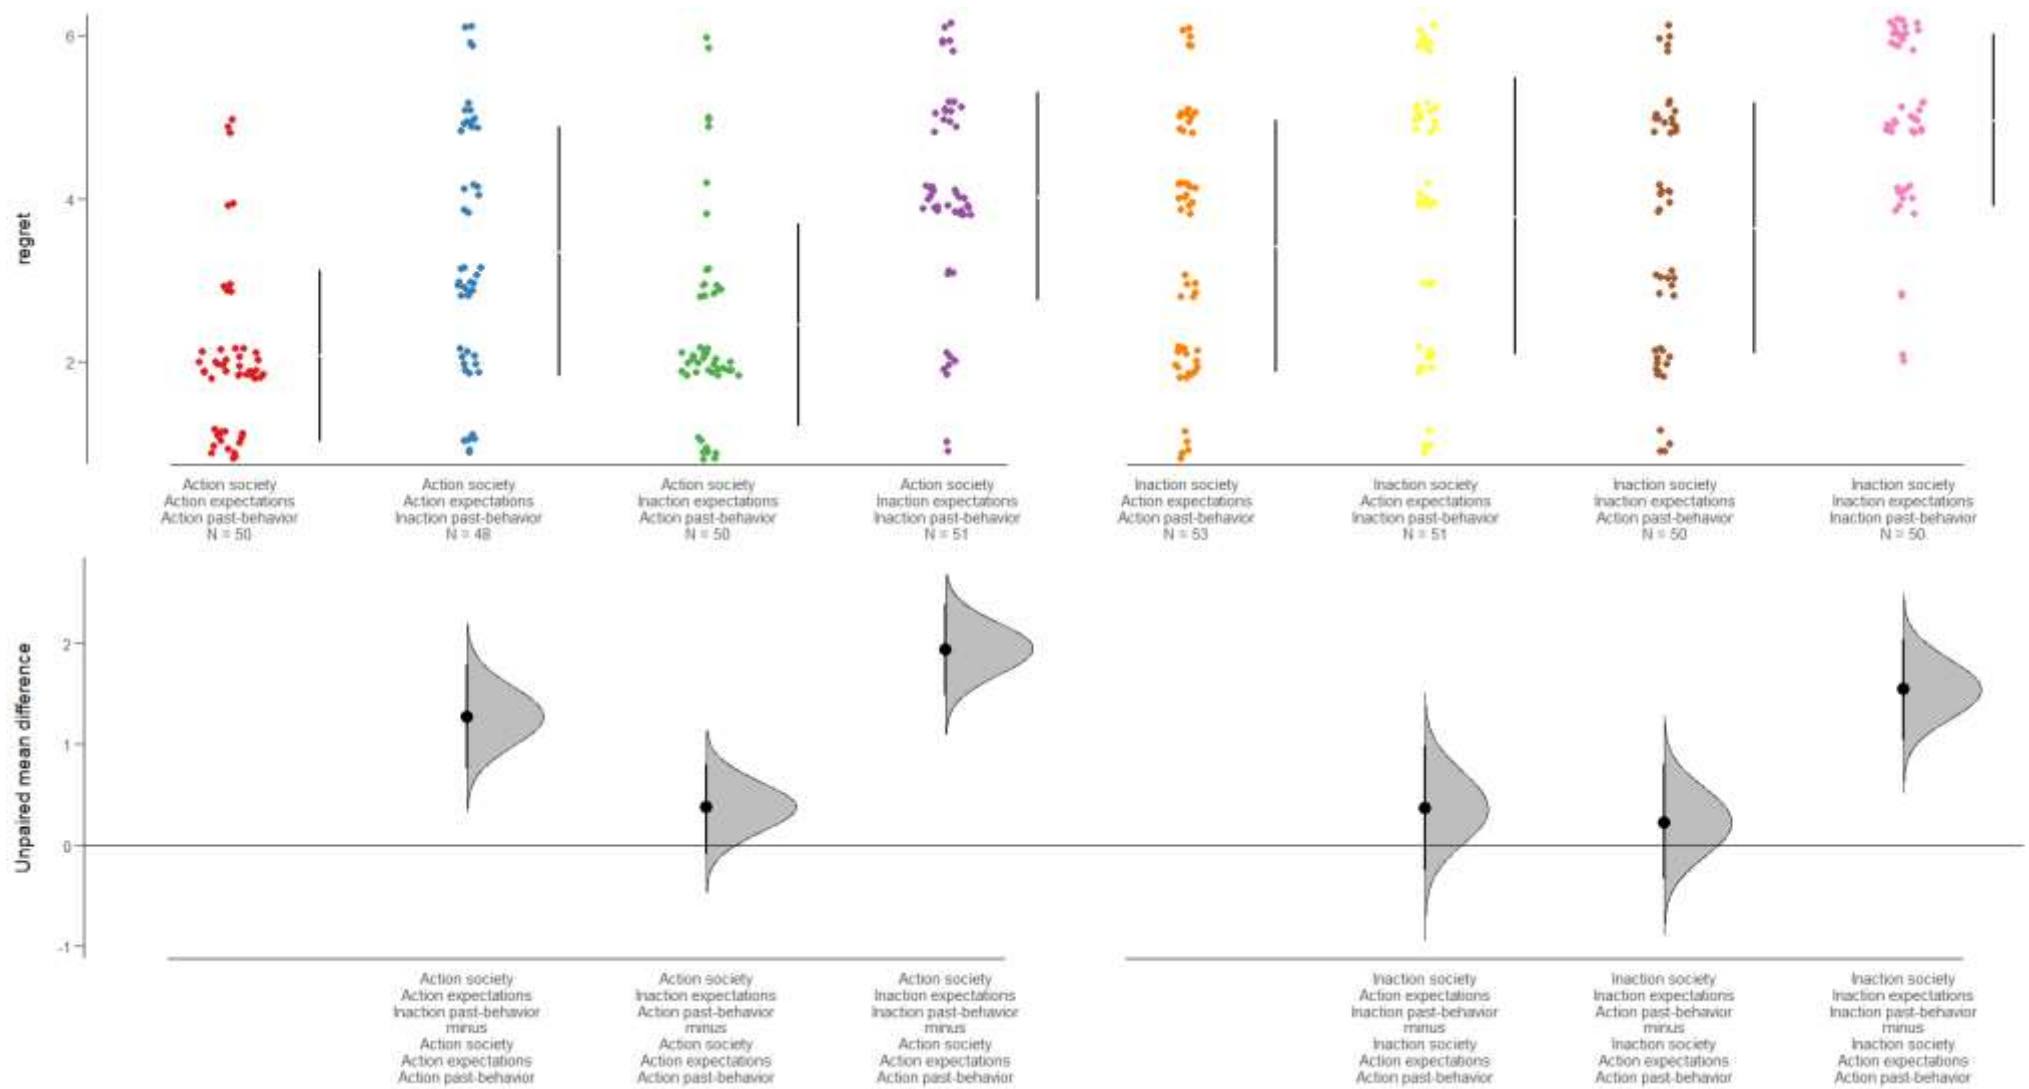 regret
6
4
2
Action society
Action expectations
Action past-behavior
N = 50
Action society
Action expectations
Inaction past-behavior
N = 48
Action society
Inaction expectations
Action past-behavior
N = 50
Action society
Inaction expectations
Inaction past-behavior
N = 51
Inaction society
Action expectations
Action past-behavior
N = 53
Inaction society
Action expectations
Inaction past-behavior
N = 51
Inaction society
Inaction expectations
Action past-behavior
N = 50
Inaction society
Inaction expectations
Inaction past-behavior
N = 50
Unpaired mean difference
2
1
0
-1
Action society
Action expectations
Inaction past-behavior
minus
Action society
Action expectations
Action past-behavior
Action society
Inaction expectations
Action past-behavior
minus
Action society
Action expectations
Action past-behavior
Action society
Inaction expectations
Inaction past-behavior
minus
Action society
Action expectations
Action past-behavior
Inaction society
Action expectations
Inaction past-behavior
minus
Inaction society
Action expectations
Action past-behavior
Inaction society
Inaction expectations
Action past-behavior
minus
Inaction society
Action expectations
Action past-behavior
Inaction society
Inaction expectations
Inaction past-behavior
minus
Inaction society
Action expectations
Action past-behavior